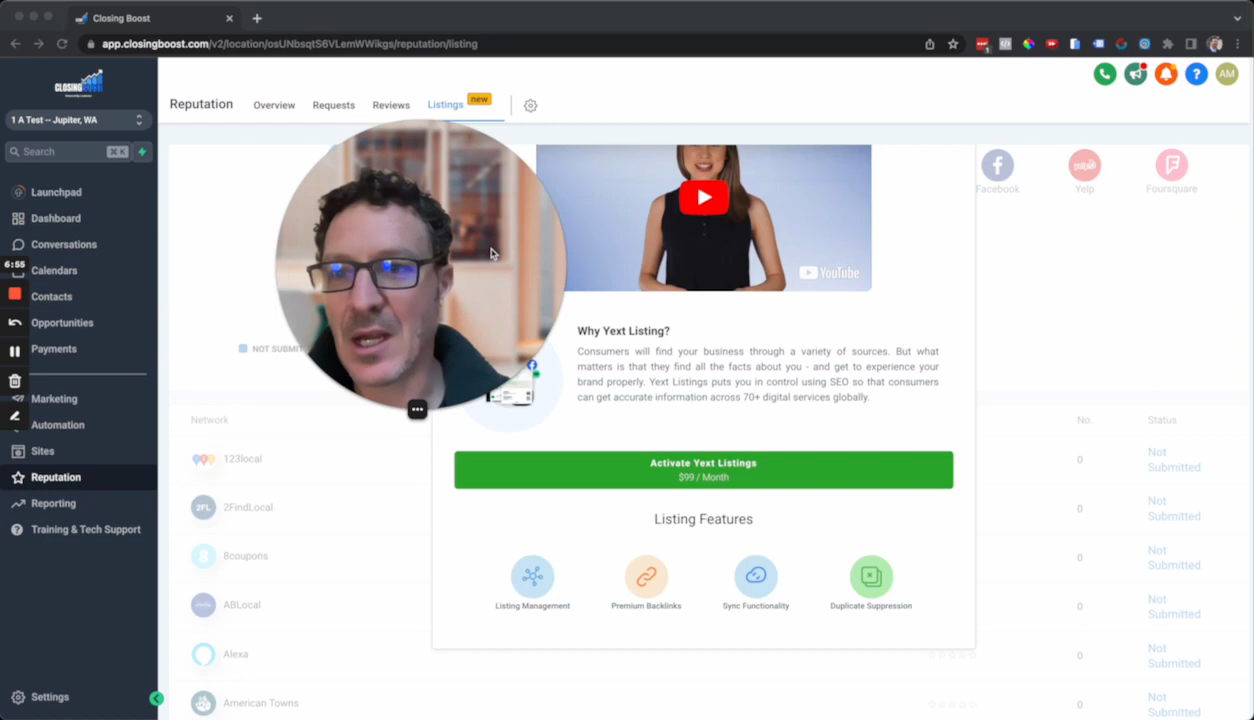 Closing Boost
app.closingboost.com/v2/location/osUNbsqtS6VLemWWikgs/reputation/listing
CLOSING BOOST
1 A Test -- Jupiter, WA
Search
⌘K
Launchpad
Dashboard
Conversations
6:55
Calendars
Contacts
Opportunities
Payments
Marketing
Automation
Sites
Reputation
Reporting
Training & Tech Support
Settings
Reputation
Overview
Requests
Reviews
Listings
new
AM
Facebook
Yelp
Foursquare
YouTube
NOT SUBMI
Why Yext Listing?
Consumers will find your business through a variety of sources. But what
matters is that they find all the facts about you - and get to experience your
brand properly. Yext Listings puts you in control using SEO so that consumers
can get accurate information across 70+ digital services globally.
Activate Yext Listings
$99 / Month
Listing Features
Listing Management
Premium Backlinks
Sync Functionality
Duplicate Suppression
Network
No.
Status
123local
0
Not
Submitted
2FL
2FindLocal
0
Not
Submitted
8coupons
0
Not
Submitted
ABLocal
0
Not
Submitted
Alexa
0
Not
Submitted
American Towns
0
Not
Submitted